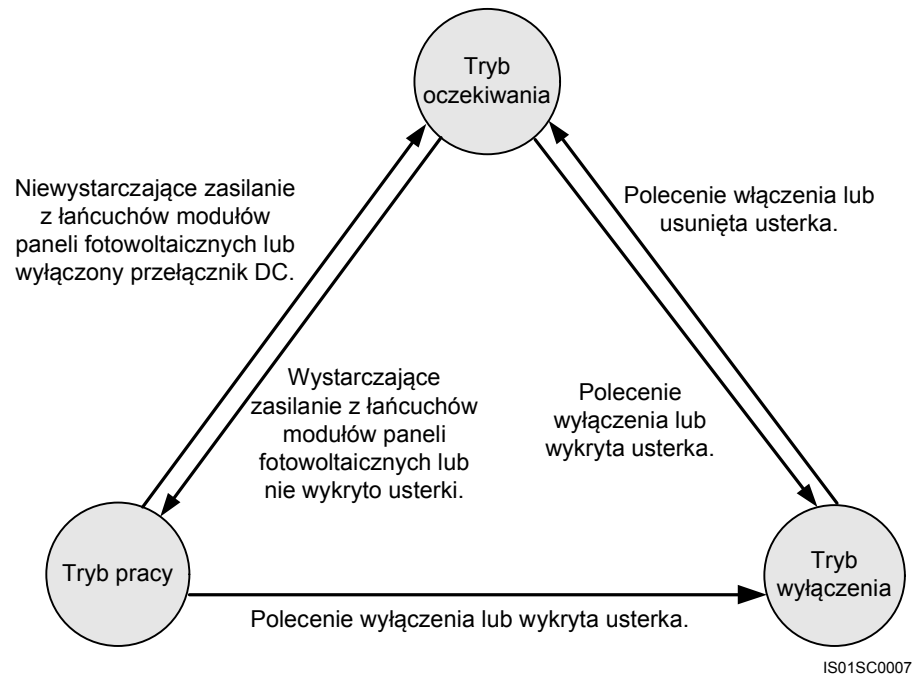 Tryb
oczekiwania
Niewystarczające zasilanie
z łańcuchów modułów
paneli fotowoltaicznych lub
wyłączony przełącznik DC.
Polecenie włączenia lub
usunięta usterka.
Wystarczające
zasilanie z łańcuchów
modułów paneli
fotowoltaicznych lub
nie wykryto usterki.
Polecenie
wyłączenia lub
wykryta usterka.
Tryb pracy
Tryb
wyłączenia
Polecenie wyłączenia lub wykryta usterka.
IS01SC0007